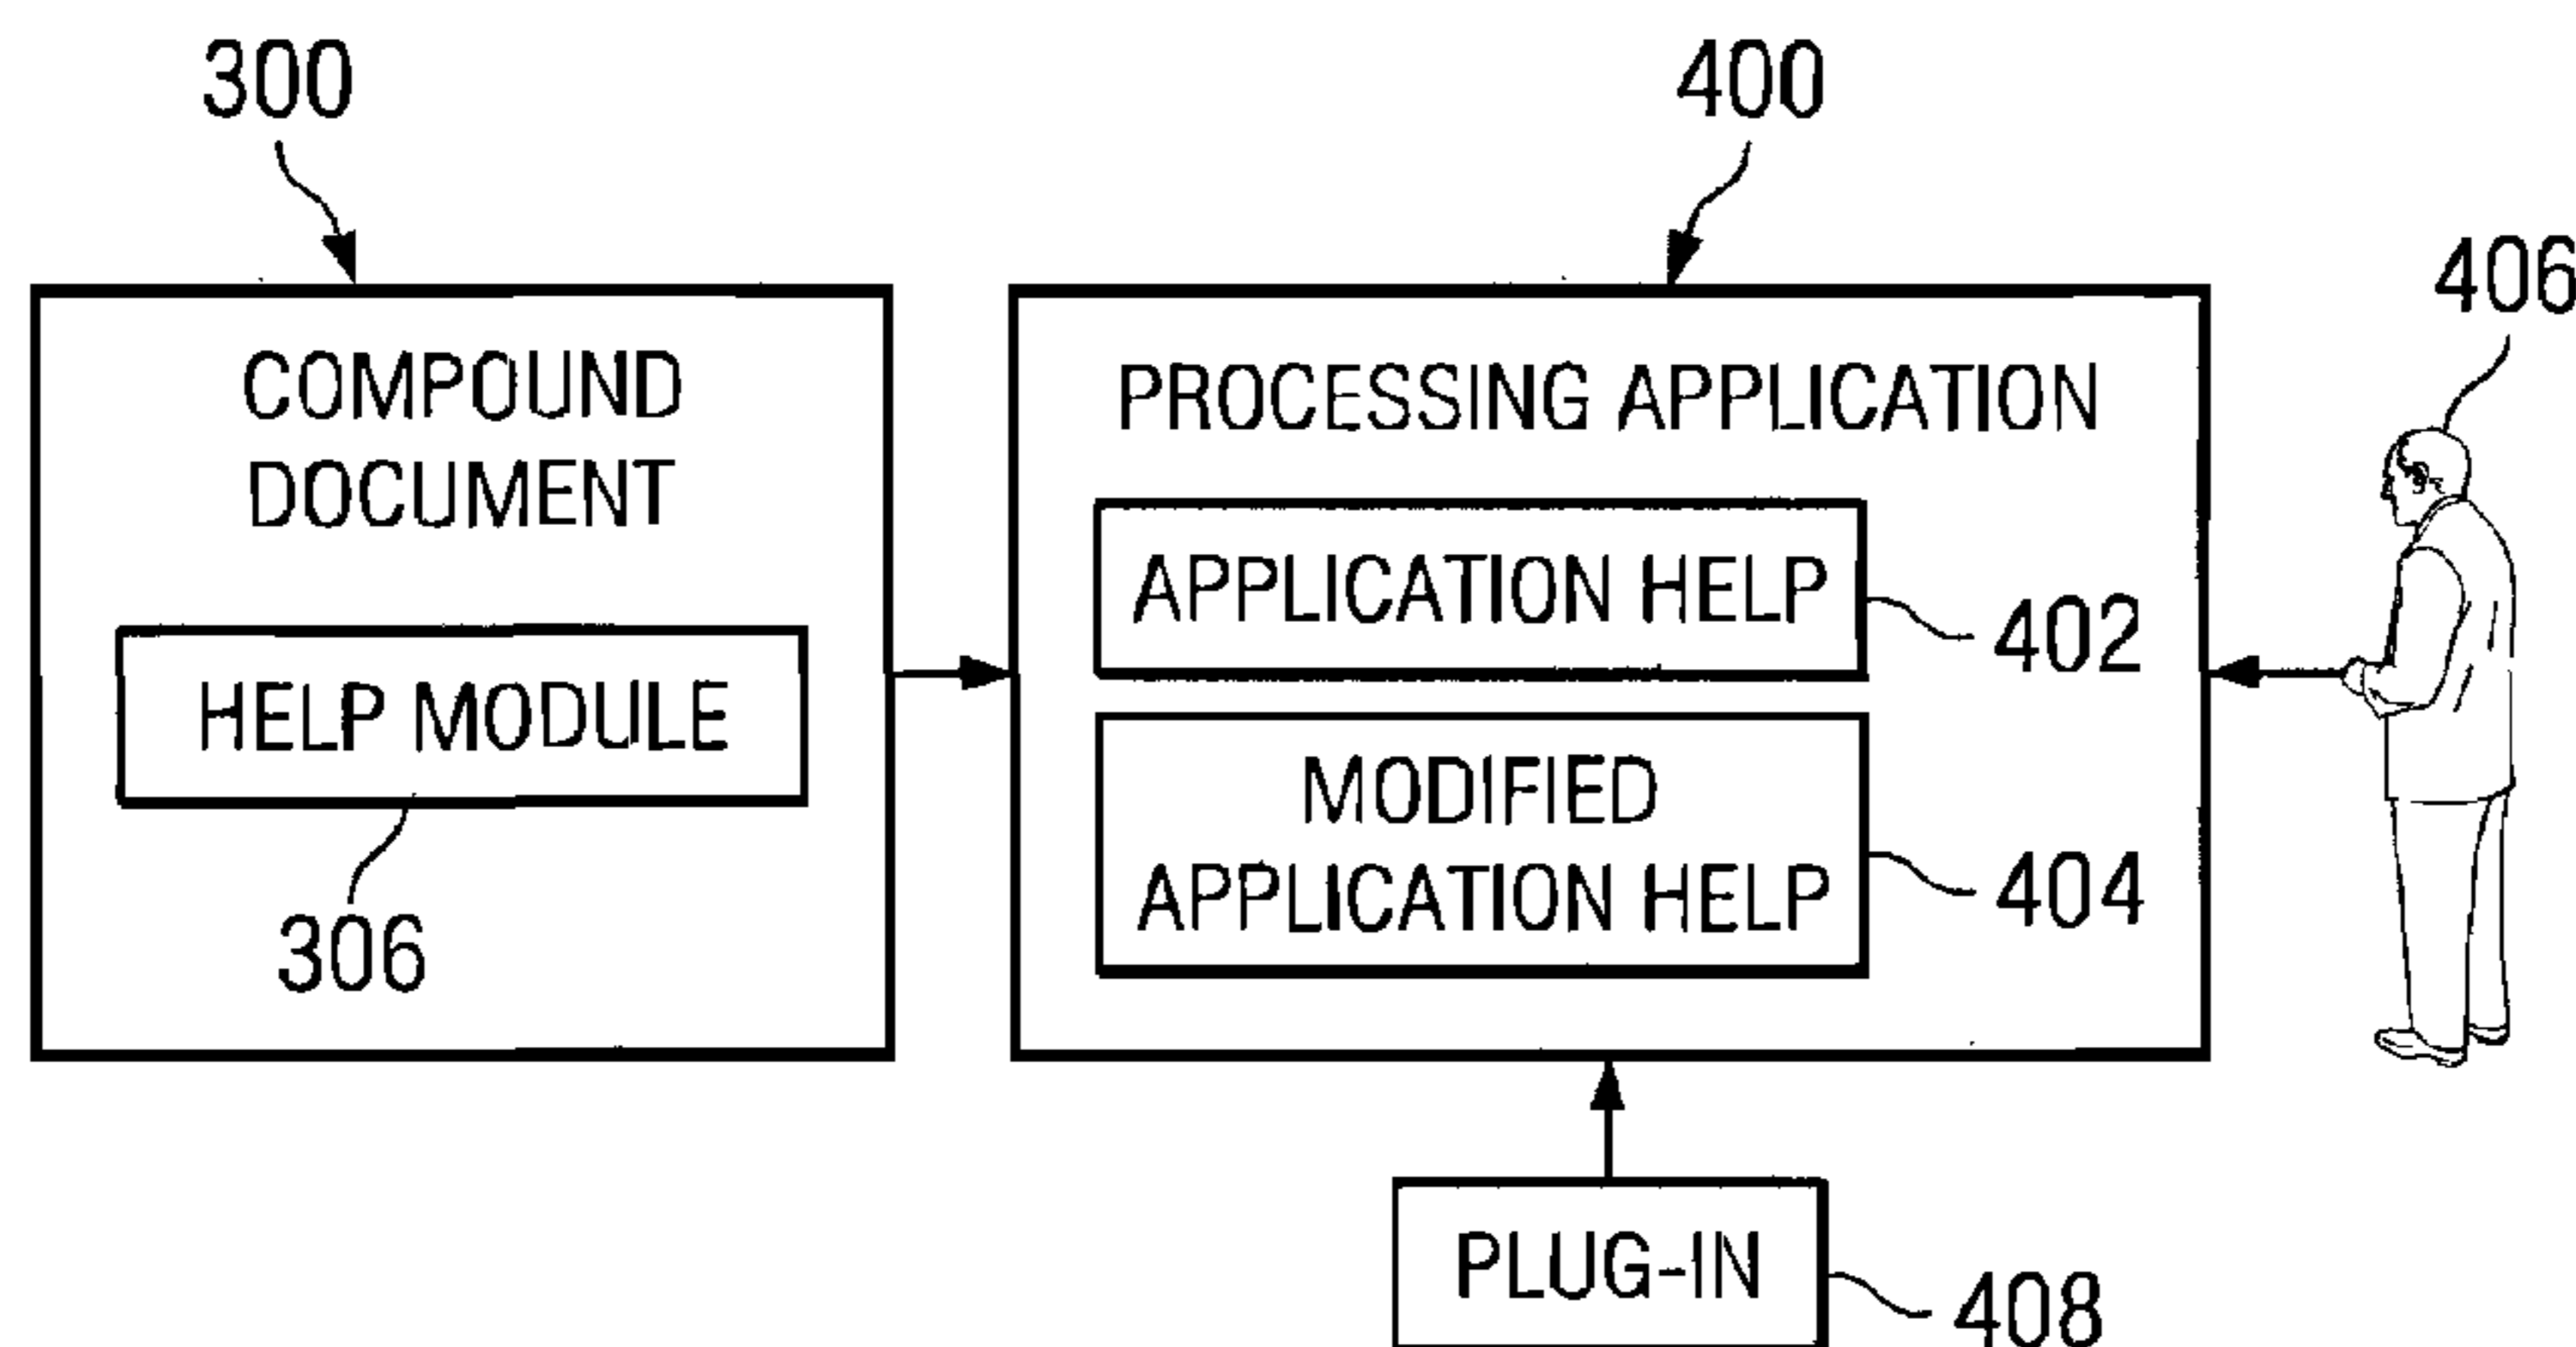 300
400
406
COMPOUND
DOCUMENT
HELP MODULE
306
PROCESSING APPLICATION
APPLICATION HELP
402
MODIFIED
APPLICATION HELP
404
PLUG-IN
408